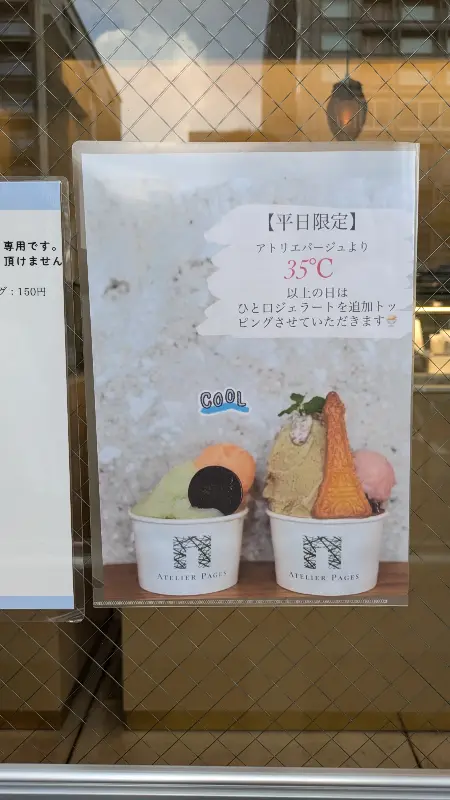 専用です。
頂けません
グ：150円
【平日限定】
アトリエパージュより
35℃
以上の日は
ひと口ジェラートを追加トッ
ピングさせていただきます🍨
COOL
ATELIER PAGES
ATELIER PAGES